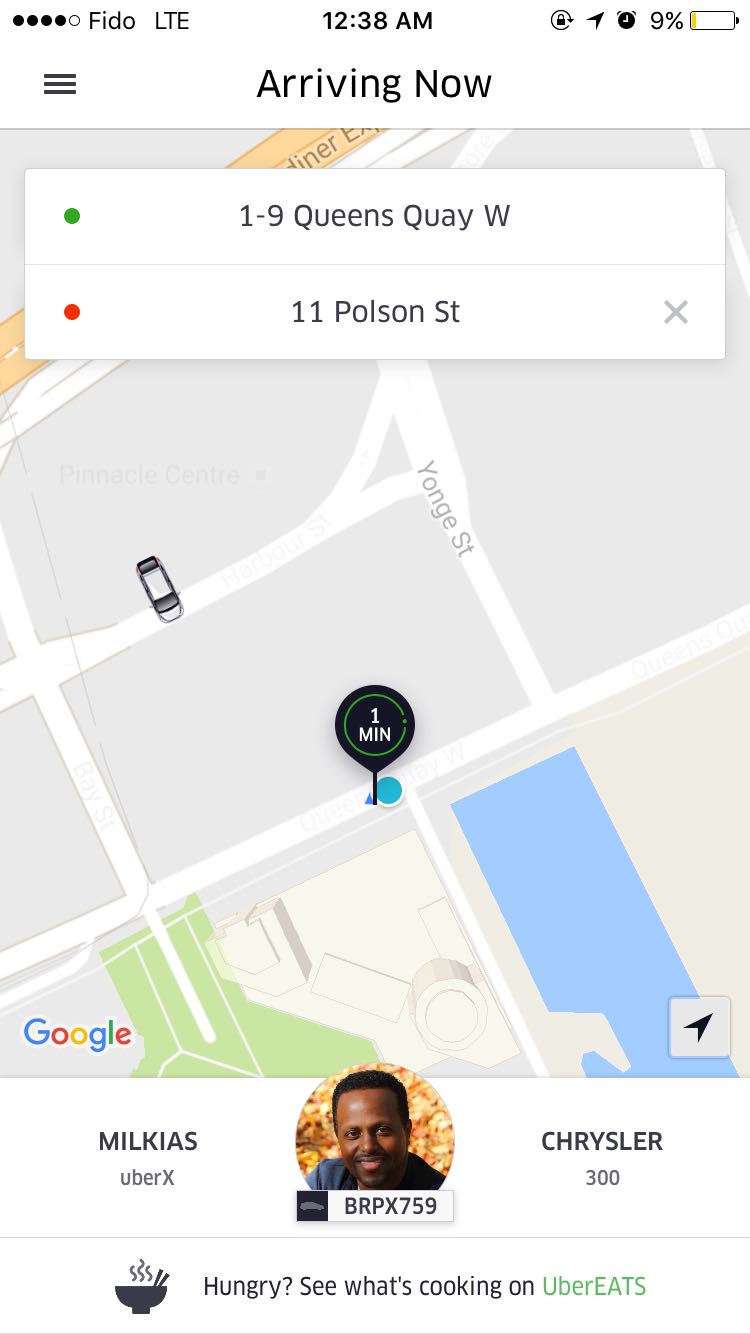 Fido LTE 12:38 AM 9%
Arriving Now
diner Exp
1-9 Queens Quay W
11 Polson St
Pinnacle Centre
Yonge St
Harbour St
Queens Qua
1
MIN
Queens Quay W
Bay St
Google
MILKIAS
CHRYSLER
uberX
300
BRPX759
Hungry? See what's cooking on UberEATS